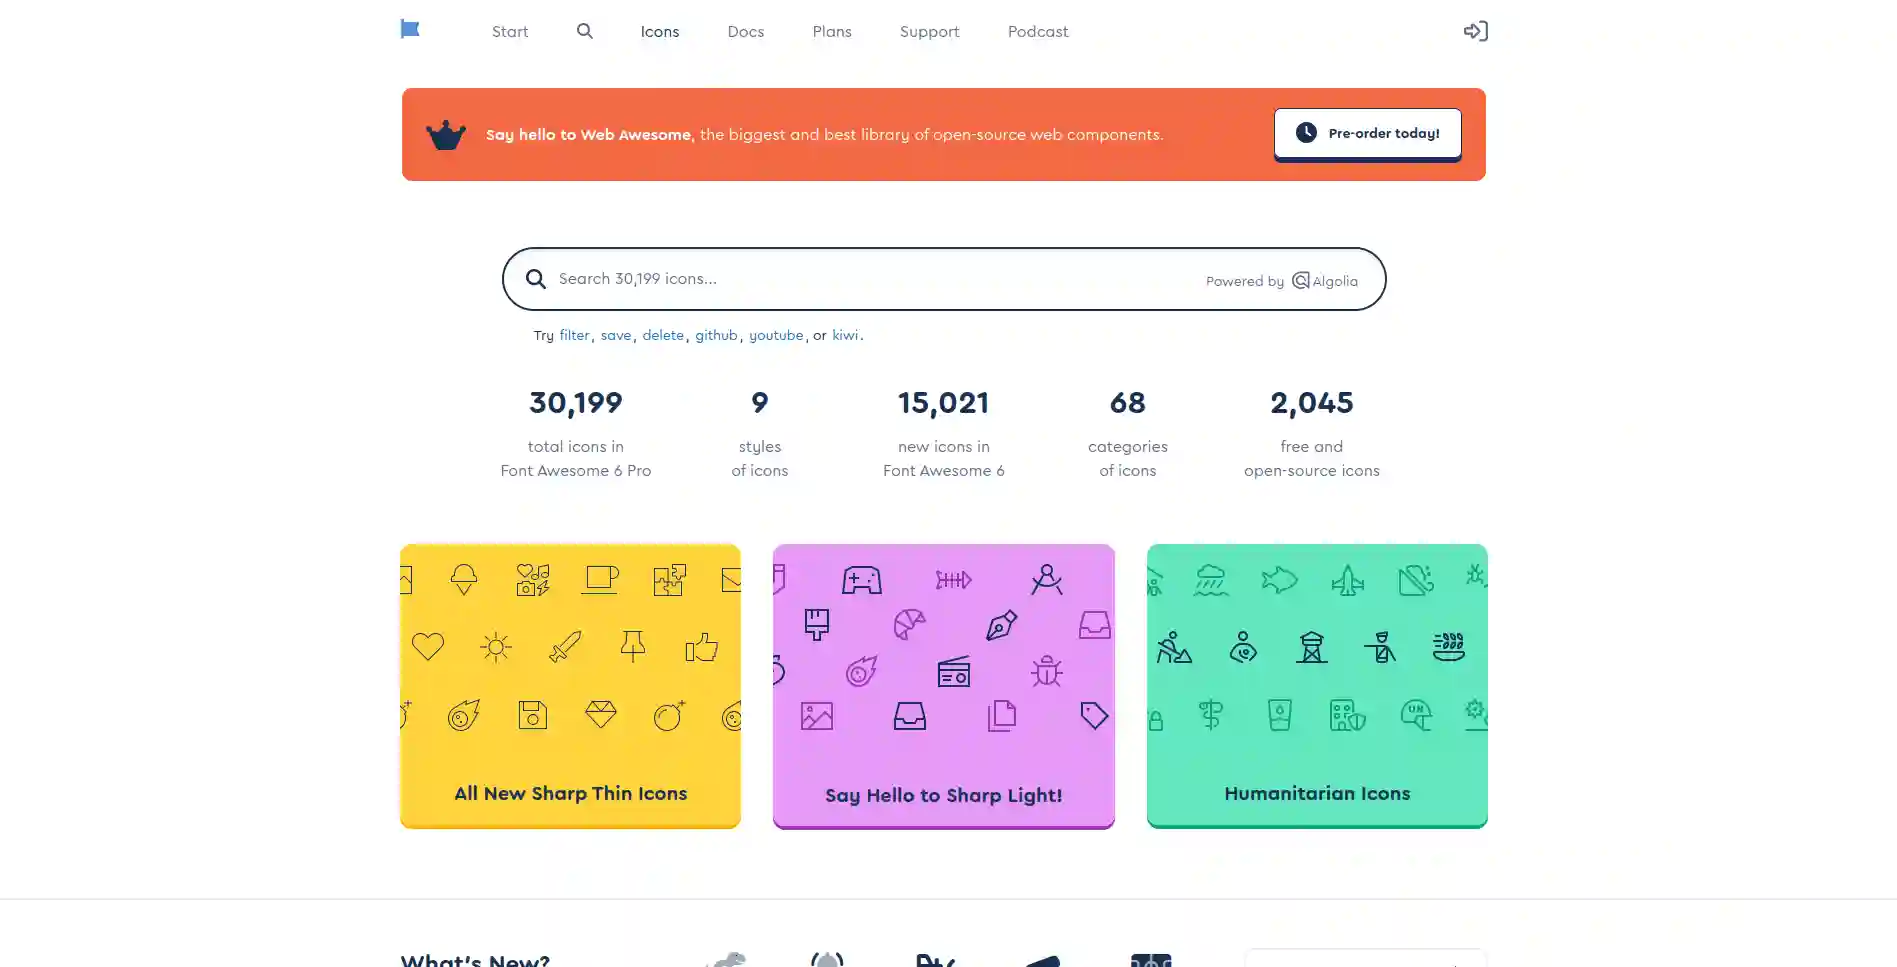 Start
Icons
Docs
Plans
Support
Podcast
Say hello to Web Awesome, the biggest and best library of open-source web components.
Pre-order today!
Search 30,199 icons...
Powered by Algolia
Try filter, save, delete, github, youtube, or kiwi.
30,199
total icons in
Font Awesome 6 Pro
9
styles
of icons
15,021
new icons in
Font Awesome 6
68
categories
of icons
2,045
free and
open-source icons
All New Sharp Thin Icons
Say Hello to Sharp Light!
UN
Humanitarian Icons
What's New?